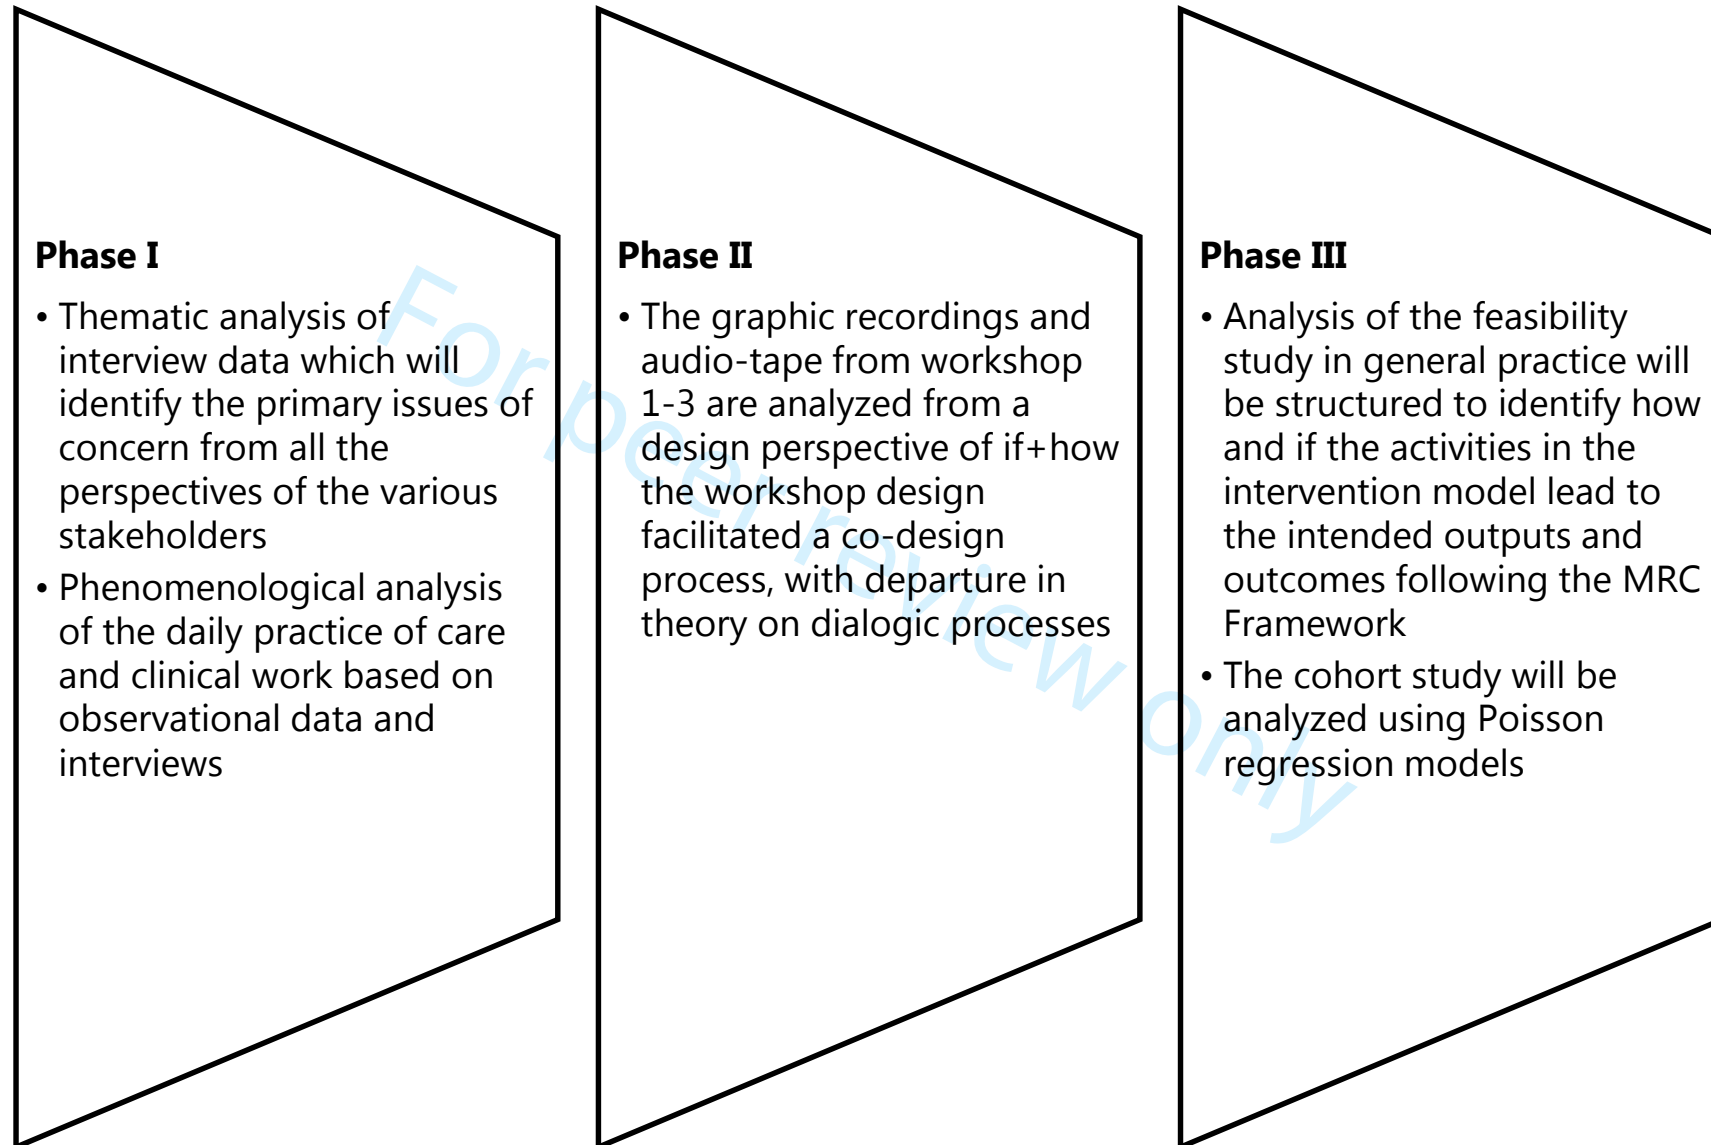 Phase I
• Thematic analysis of
interview data which will
identify the primary issues of
concern from all the
perspectives of the various
stakeholders
• Phenomenological analysis
of the daily practice of care
and clinical work based on
observational data and
interviews
Phase II
• The graphic recordings and
audio-tape from workshop
1-3 are analyzed from a
design perspective of if+how
the workshop design
facilitated a co-design
process, with departure in
theory on dialogic processes
Phase III
• Analysis of the feasibility
study in general practice will
be structured to identify how
and if the activities in the
intervention model lead to
the intended outputs and
outcomes following the MRC
Framework
• The cohort study will be
analyzed using Poisson
regression models
For peer review only